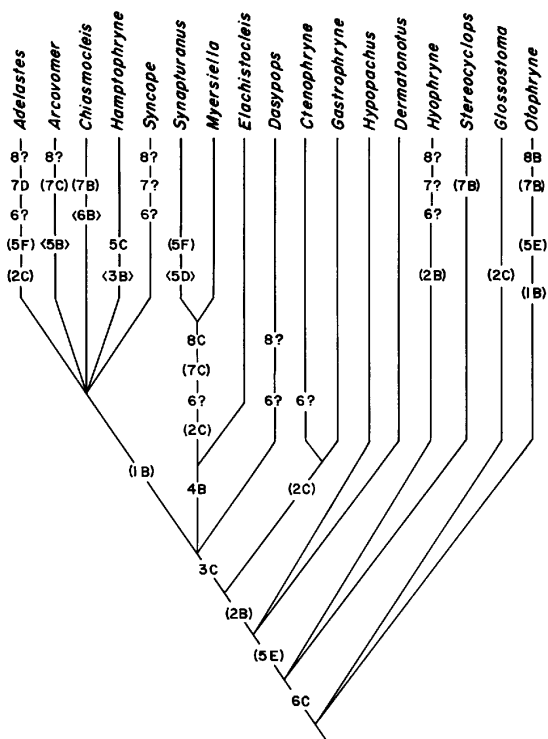 Adelastes Arcovomer Chiasmocleis Hamptophryne Syncope Synapturanus Myersiella Elachistocleis Dasypops Ctenophryne Gastrophryne Hypopachus Dermatonotus Hyophryne Stereocyclops Glossostoma Otophryne
8? 8? 8? 8? 8B
7D (7C) (7B) 7? 7? (7B) (7B)
6? <6B> 6? 6?
(5F) <5B> 5C (5F) (5E)
(2C) <3B> <5D> (2B) (2C) (1B)
8C 8?
(7C)
6? 6? 6?
(2C)
(1B)
4B (2C)
3C
(2B)
(5E)
6C